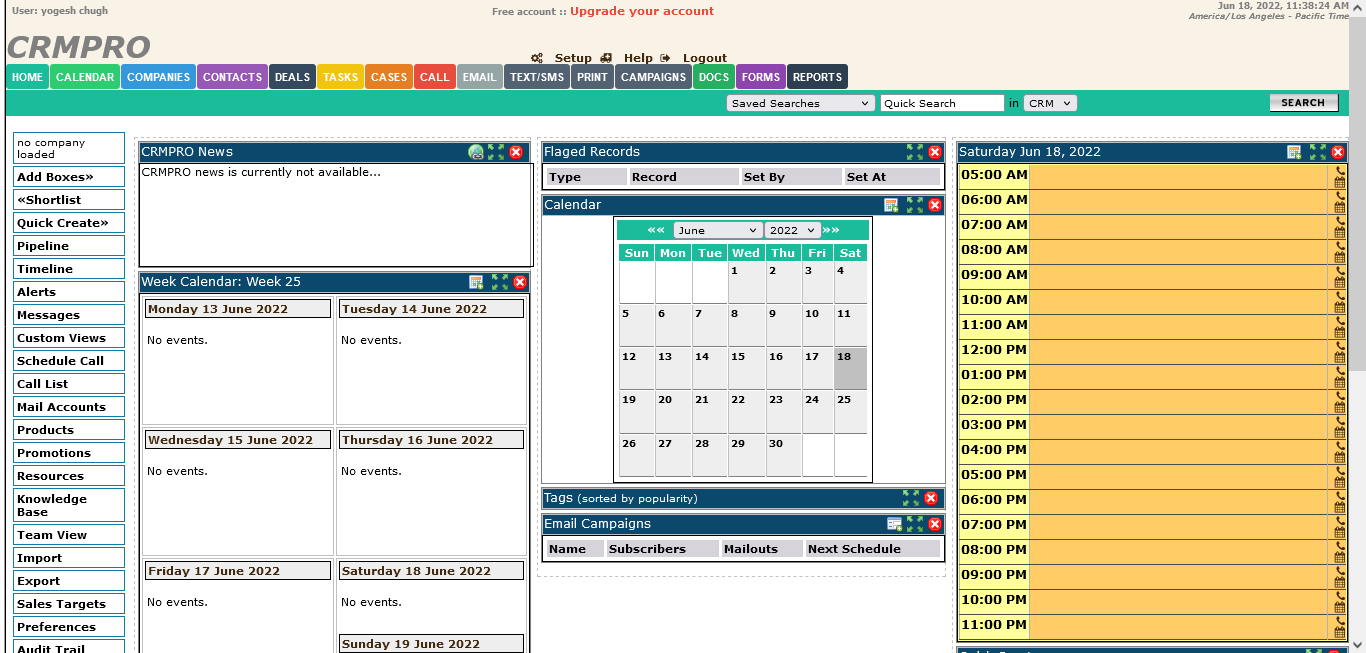 User: yogesh chugh
Free account :: Upgrade your account
Jun 18, 2022, 11:38:24 AM
America/Los Angeles - Pacific Time
CRMPRO
Setup Help Logout
HOME CALENDAR COMPANIES CONTACTS DEALS TASKS CASES CALL EMAIL TEXT/SMS PRINT CAMPAIGNS DOCS FORMS REPORTS
Saved Searches Quick Search in CRM SEARCH
no company
loaded
Add Boxes»
«Shortlist
Quick Create»
Pipeline
Timeline
Alerts
Messages
Custom Views
Schedule Call
Call List
Mail Accounts
Products
Promotions
Resources
Knowledge
Base
Team View
Import
Export
Sales Targets
Preferences
Audit Trail
CRMPRO News
CRMPRO news is currently not available...
Week Calendar: Week 25
Monday 13 June 2022 Tuesday 14 June 2022
No events. No events.
Wednesday 15 June 2022 Thursday 16 June 2022
No events. No events.
Friday 17 June 2022 Saturday 18 June 2022
No events. No events.
Sunday 19 June 2022
Flaged Records
Type Record Set By Set At
Calendar
«« June 2022 »»
Sun Mon Tue Wed Thu Fri Sat
1 2 3 4
5 6 7 8 9 10 11
12 13 14 15 16 17 18
19 20 21 22 23 24 25
26 27 28 29 30
Tags (sorted by popularity)
Email Campaigns
Name Subscribers Mailouts Next Schedule
Saturday Jun 18, 2022
05:00 AM
06:00 AM
07:00 AM
08:00 AM
09:00 AM
10:00 AM
11:00 AM
12:00 PM
01:00 PM
02:00 PM
03:00 PM
04:00 PM
05:00 PM
06:00 PM
07:00 PM
08:00 PM
09:00 PM
10:00 PM
11:00 PM